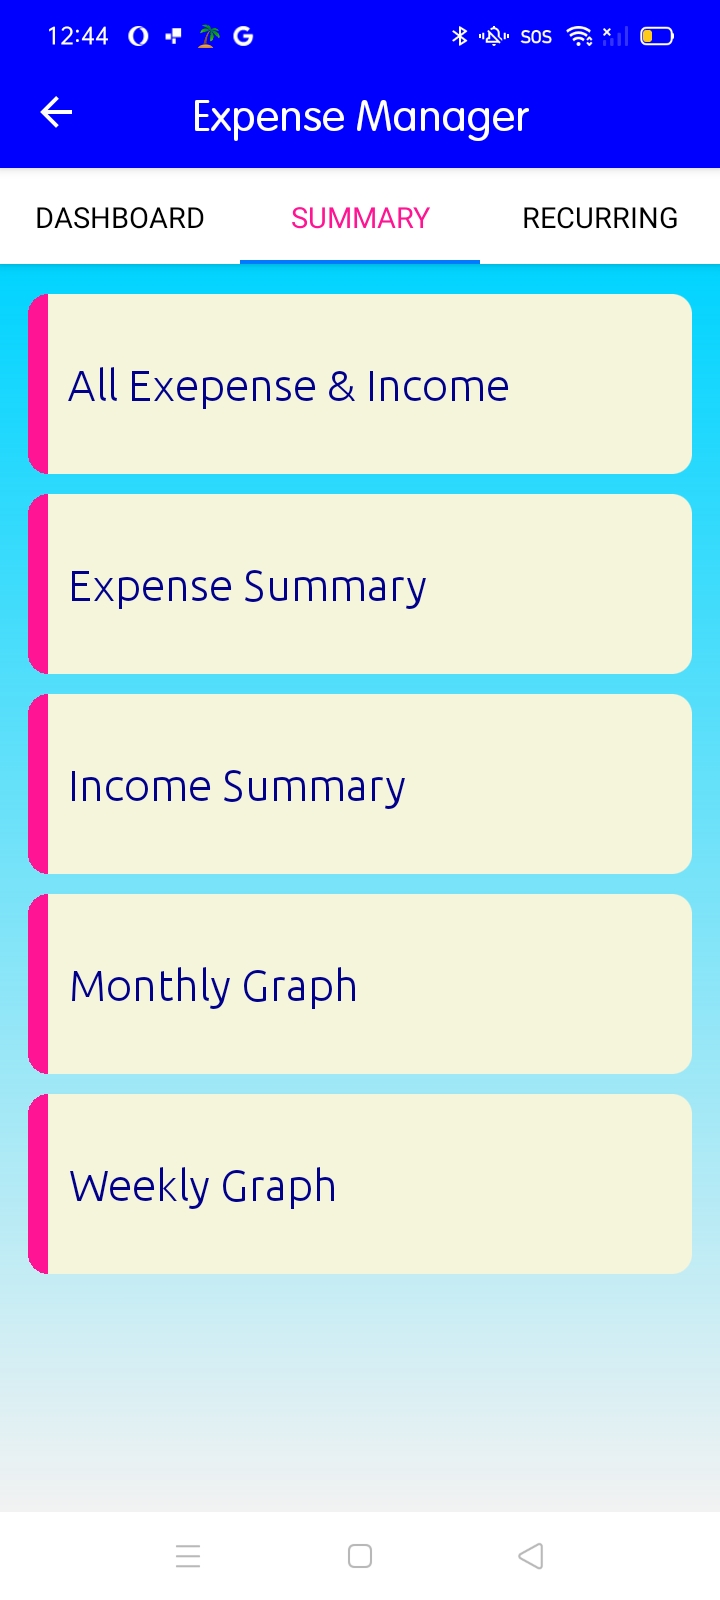 12:44 SOS
Expense Manager
DASHBOARD SUMMARY RECURRING
All Exepense & Income
Expense Summary
Income Summary
Monthly Graph
Weekly Graph